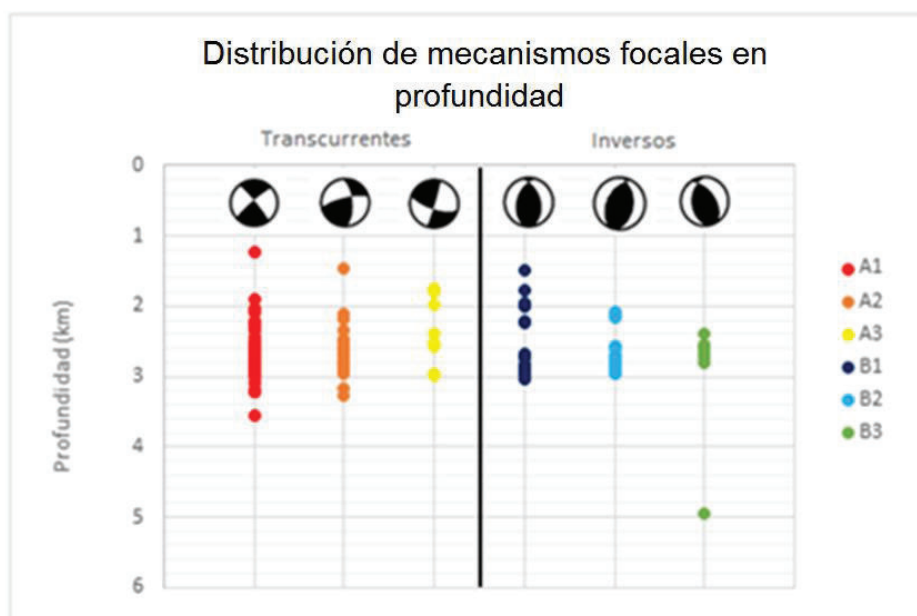 Distribución de mecanismos focales en
profundidad
Transcurrentes
Inversos
0
1
2
3
4
5
6
Profundidad (km)
A1
A2
A3
B1
B2
B3